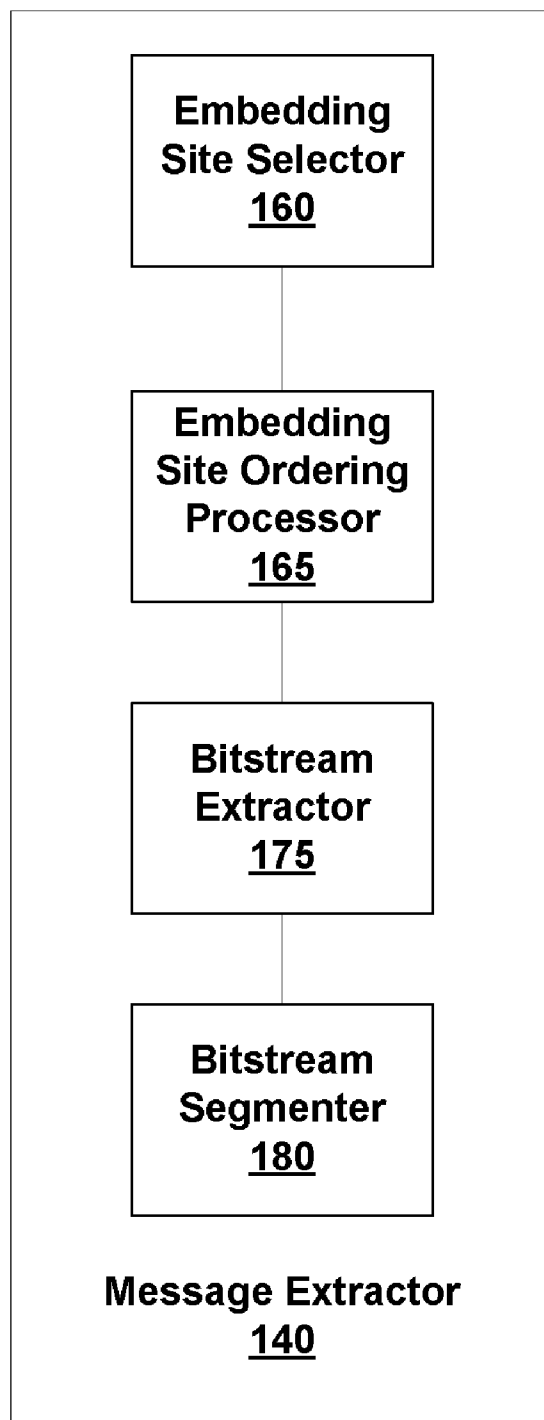 Embedding
Site Selector
160
Embedding
Site Ordering
Processor
165
Bitstream
Extractor
175
Bitstream
Segmenter
180
Message Extractor
140